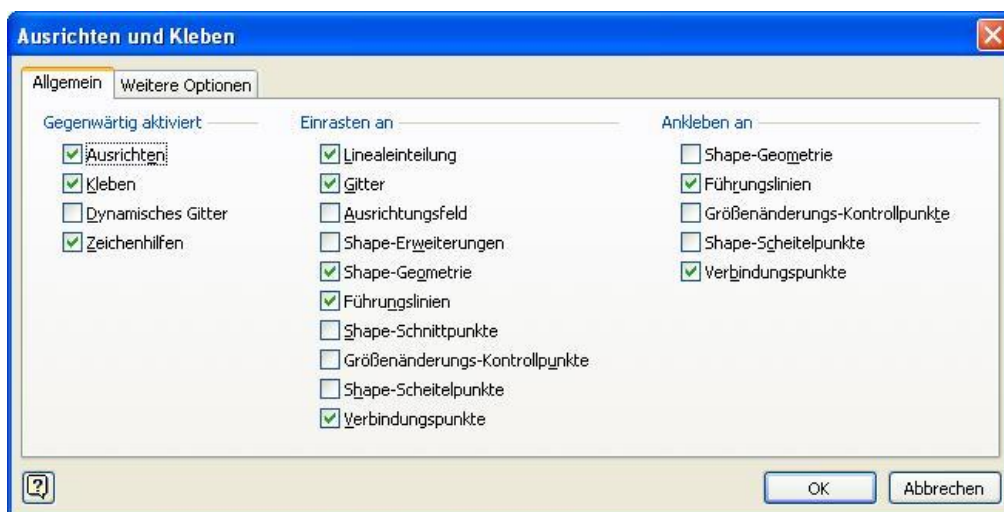 Ausrichten und Kleben
Allgemein
Weitere Optionen
Gegenwärtig aktiviert
Ausrichten
Kleben
Dynamisches Gitter
Zeichenhilfen
Einrasten an
Linealeinteilung
Gitter
Ausrichtungsfeld
Shape-Erweiterungen
Shape-Geometrie
Führungslinien
Shape-Schnittpunkte
Größenänderungs-Kontrollpunkte
Shape-Scheitelpunkte
Verbindungspunkte
Ankleben an
Shape-Geometrie
Führungslinien
Größenänderungs-Kontrollpunkte
Shape-Scheitelpunkte
Verbindungspunkte
?
OK
Abbrechen